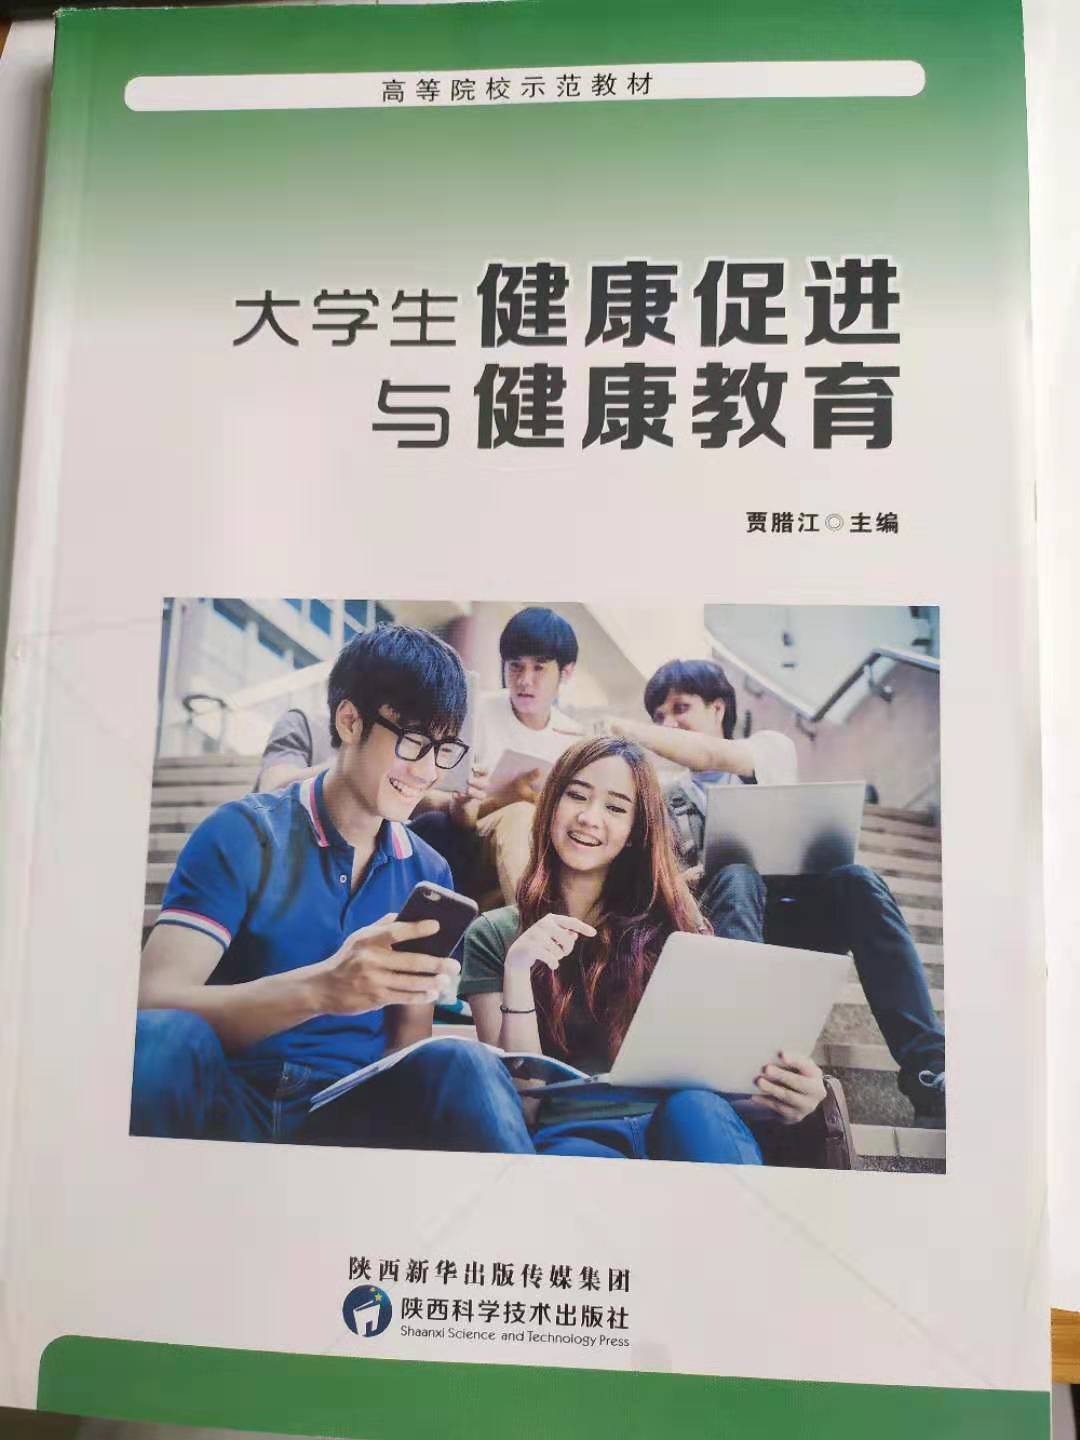 高等院校示范教材
大学生健康促进
与健康教育
贾腊江◎主编
陕西新华出版传媒集团
陕西科学技术出版社
Shaanxi Science and Technology Press